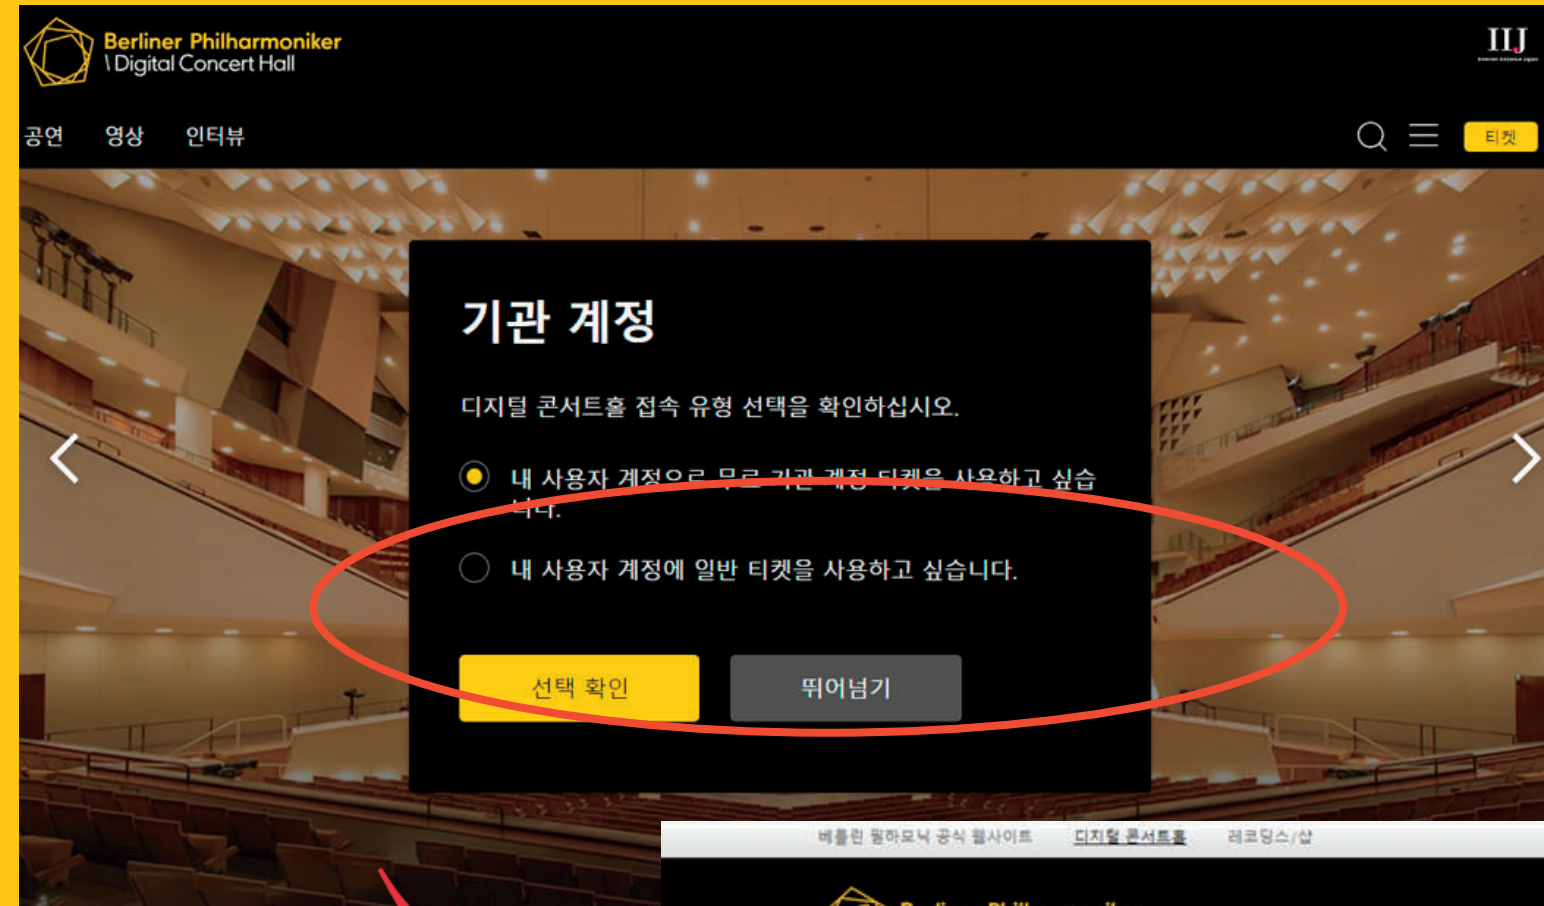 Berliner Philharmoniker
\ Digital Concert Hall
IIJ
Internet Initiative Japan
공연 영상 인터뷰
티켓
기관 계정
디지털 콘서트홀 접속 유형 선택을 확인하십시오.
내 사용자 계정으로 무료 기관 계정 티켓을 사용하고 싶습
니다.
내 사용자 계정에 일반 티켓을 사용하고 싶습니다.
선택 확인 뛰어넘기
베를린 필하모닉 공식 웹사이트 디지털 콘서트홀 레코딩스/샵